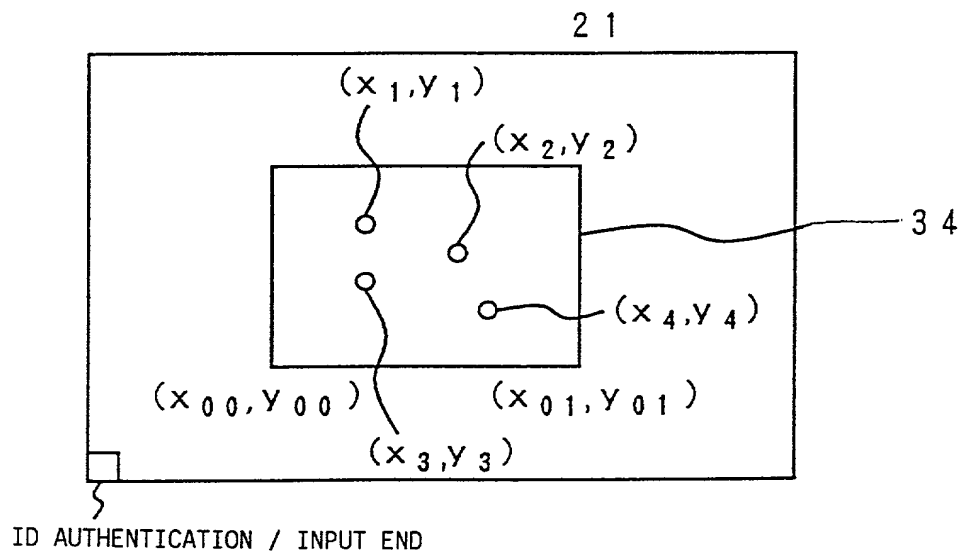 2 1
(x 1,y 1)
(x 2,y 2)
3 4
(x 4,y 4)
(x 0 0,y 0 0) (x 0 1,y 0 1)
(x 3,y 3)
ID AUTHENTICATION / INPUT END